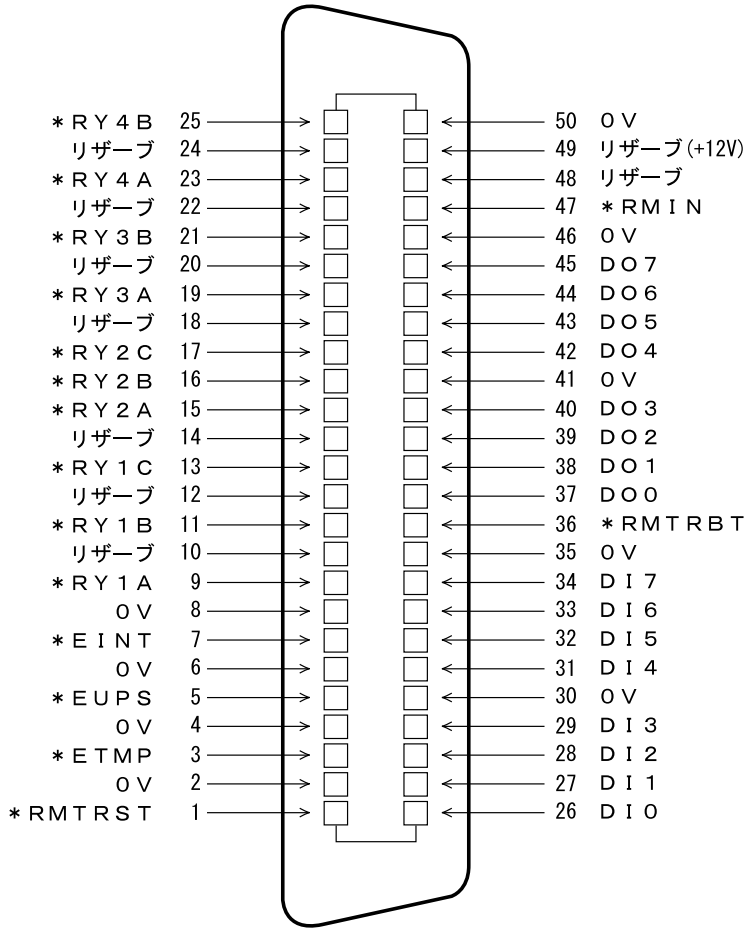 *RY4B 25 50 0V
リザーブ 24 49 リザーブ(+12V)
*RY4A 23 48 リザーブ
リザーブ 22 47 *RMIN
*RY3B 21 46 0V
リザーブ 20 45 DO7
*RY3A 19 44 DO6
リザーブ 18 43 DO5
*RY2C 17 42 DO4
*RY2B 16 41 0V
*RY2A 15 40 DO3
リザーブ 14 39 DO2
*RY1C 13 38 DO1
リザーブ 12 37 DO0
*RY1B 11 36 *RMTRBT
リザーブ 10 35 0V
*RY1A 9 34 DI7
0V 8 33 DI6
*EINT 7 32 DI5
0V 6 31 DI4
*EUPS 5 30 0V
0V 4 29 DI3
*ETMP 3 28 DI2
0V 2 27 DI1
*RMTRST 1 26 DI0